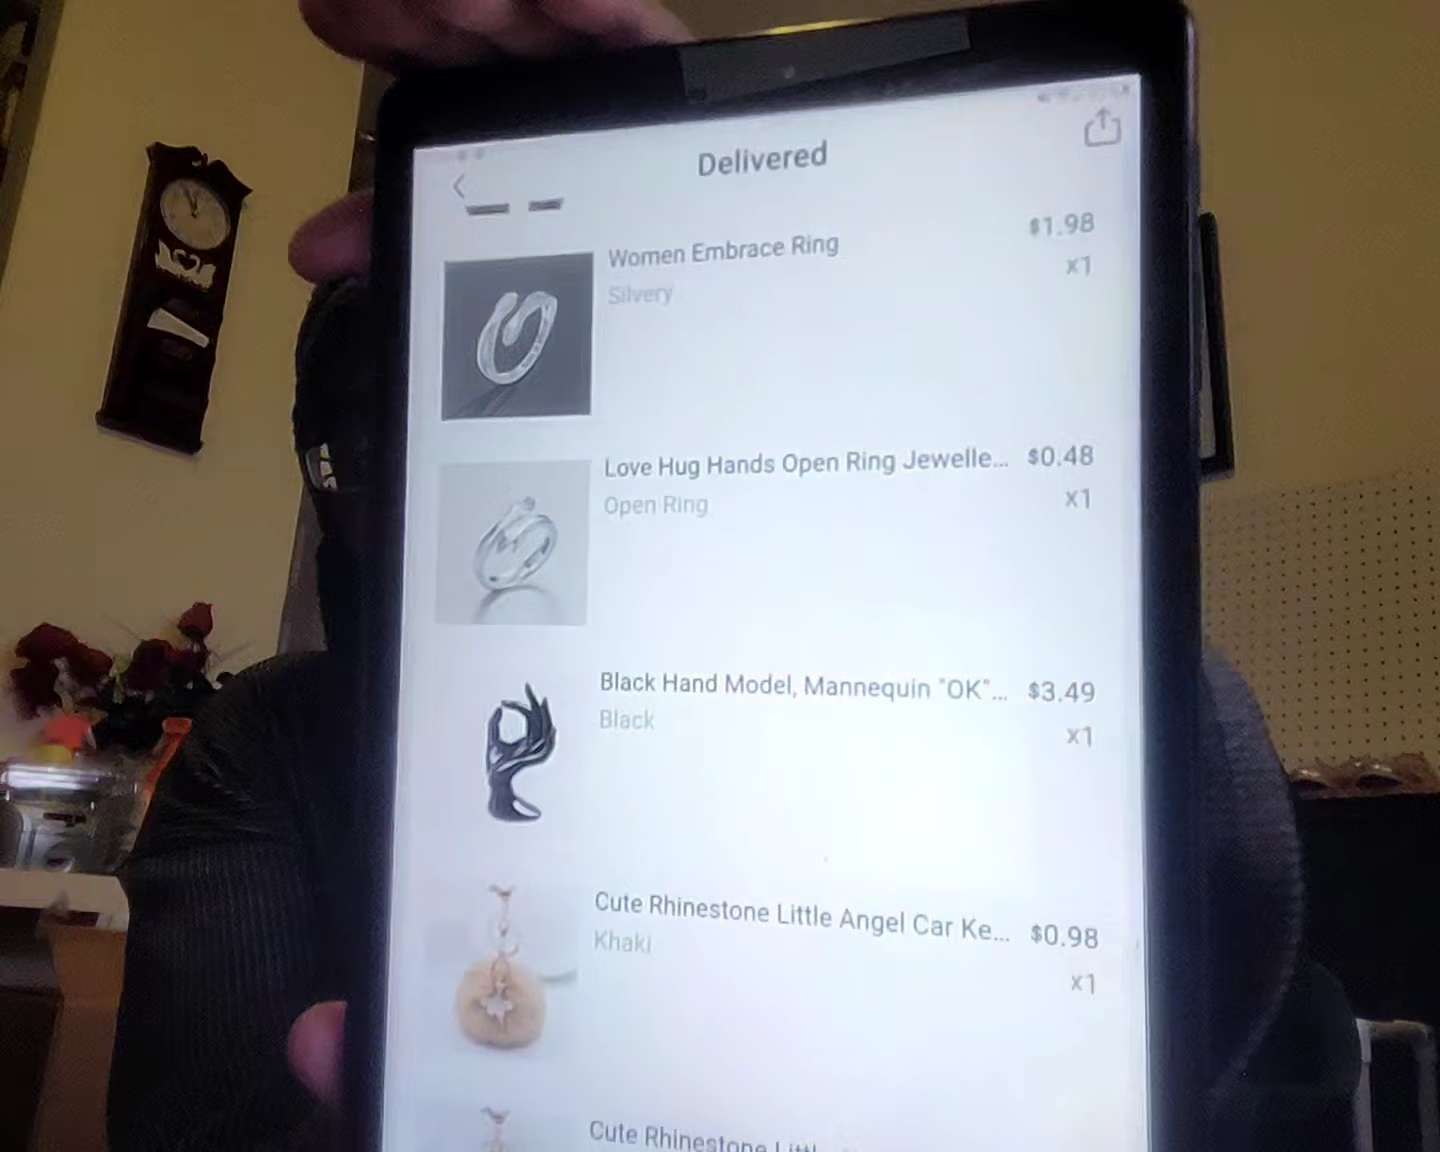 Delivered
Women Embrace Ring
$1.98
Silvery
x1
Love Hug Hands Open Ring Jewelle... $0.48
Open Ring
x1
Black Hand Model, Mannequin "OK"... $3.49
Black
x1
Cute Rhinestone Little Angel Car Ke... $0.98
Khaki
x1
Cute Rhinestone